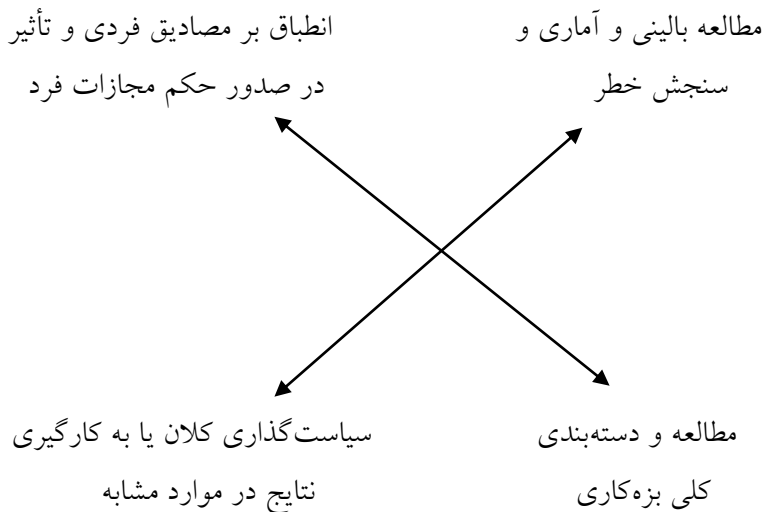 مطالعه بالینی و آماری و
سنجش خطر
انطباق بر مصادیق فردی و تأثیر
در صدور حکم مجازات فرد
مطالعه و دسته‌بندی
کلی بزه‌کاری
سیاست‌گذاری کلان یا به کارگیری
نتایج در موارد مشابه